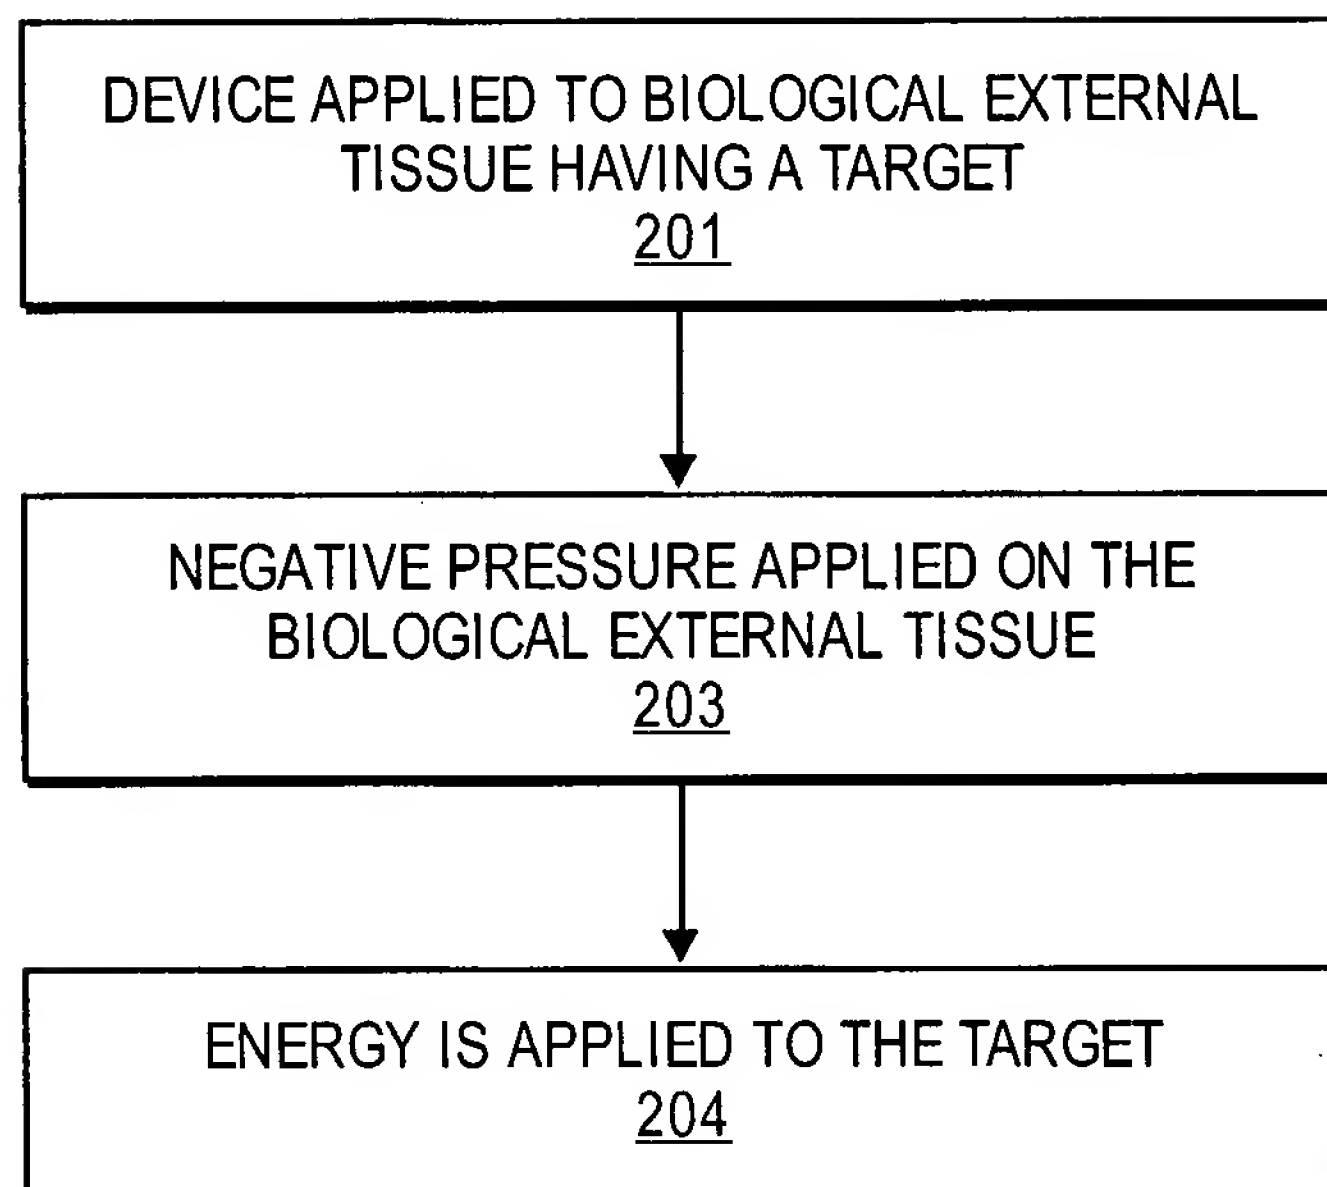 DEVICE APPLIED TO BIOLOGICAL EXTERNAL
TISSUE HAVING A TARGET
201
NEGATIVE PRESSURE APPLIED ON THE
BIOLOGICAL EXTERNAL TISSUE
203
ENERGY IS APPLIED TO THE TARGET
204